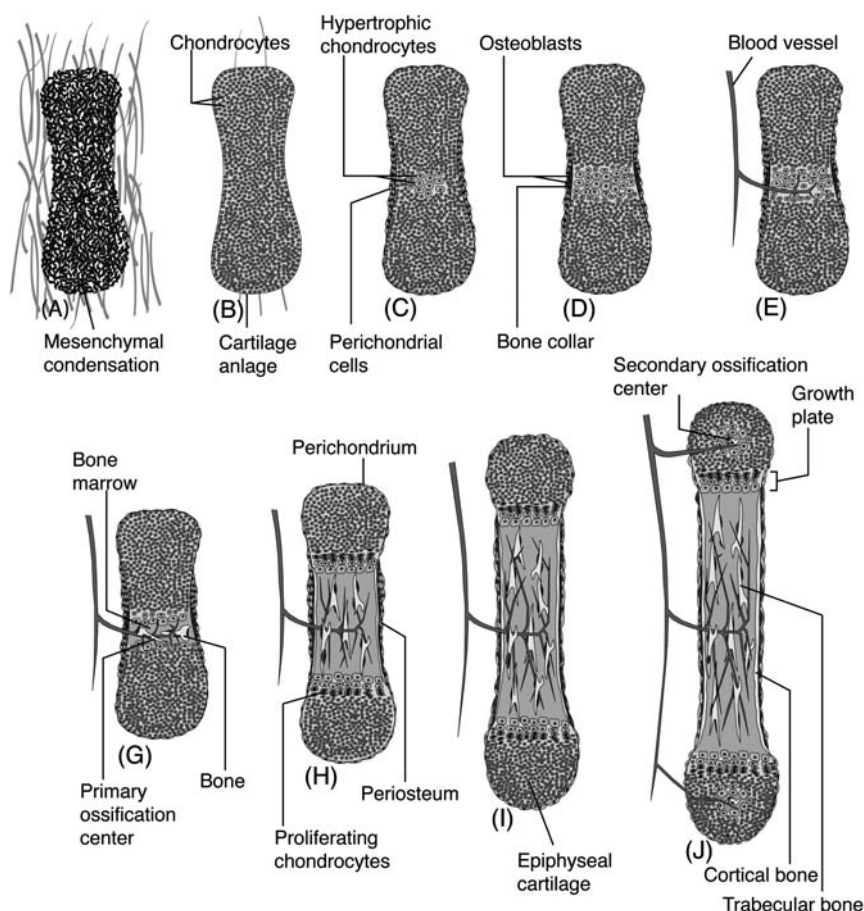 Chondrocytes
Hypertrophic
chondrocytes
Osteoblasts
Blood vessel
(A)
(B)
(C)
(D)
(E)
Mesenchymal
condensation
Cartilage
anlage
Perichondrial
cells
Bone collar
Secondary ossification
center
Growth
plate
Bone
marrow
Perichondrium
(G)
(H)
(I)
(J)
Primary
ossification
center
Bone
Periosteum
Proliferating
chondrocytes
Epiphyseal
cartilage
Cortical bone
Trabecular bone